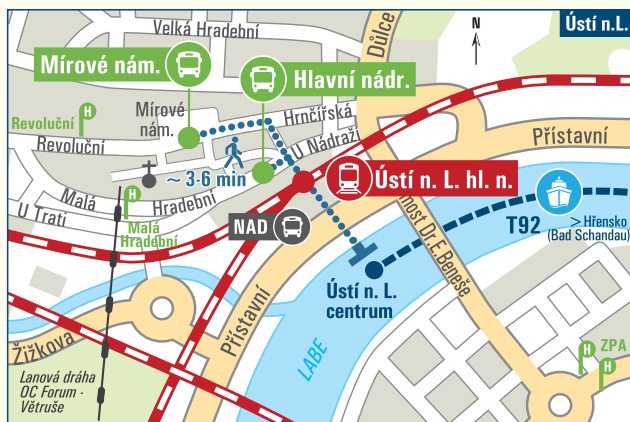 Velká Hradební
Důlce
N
Ústí n.L.
Mírové nám.
Hlavní nádr.
Revoluční
H
Mírové
nám.
Hrnčířská
Přístavní
Revoluční
U Nádraží
~ 3-6 min
Ústí n. L. hl. n.
Malá
Hradební
H
U Trati
Malá
Hradební
NAD
T92
> Hřensko
(Bad Schandau)
most Dr. E. Beneše
Ústí n. L.
centrum
Přístavní
Žižkova
LABE
H
ZPA
H
Lanová dráha
OC Forum -
Větruše